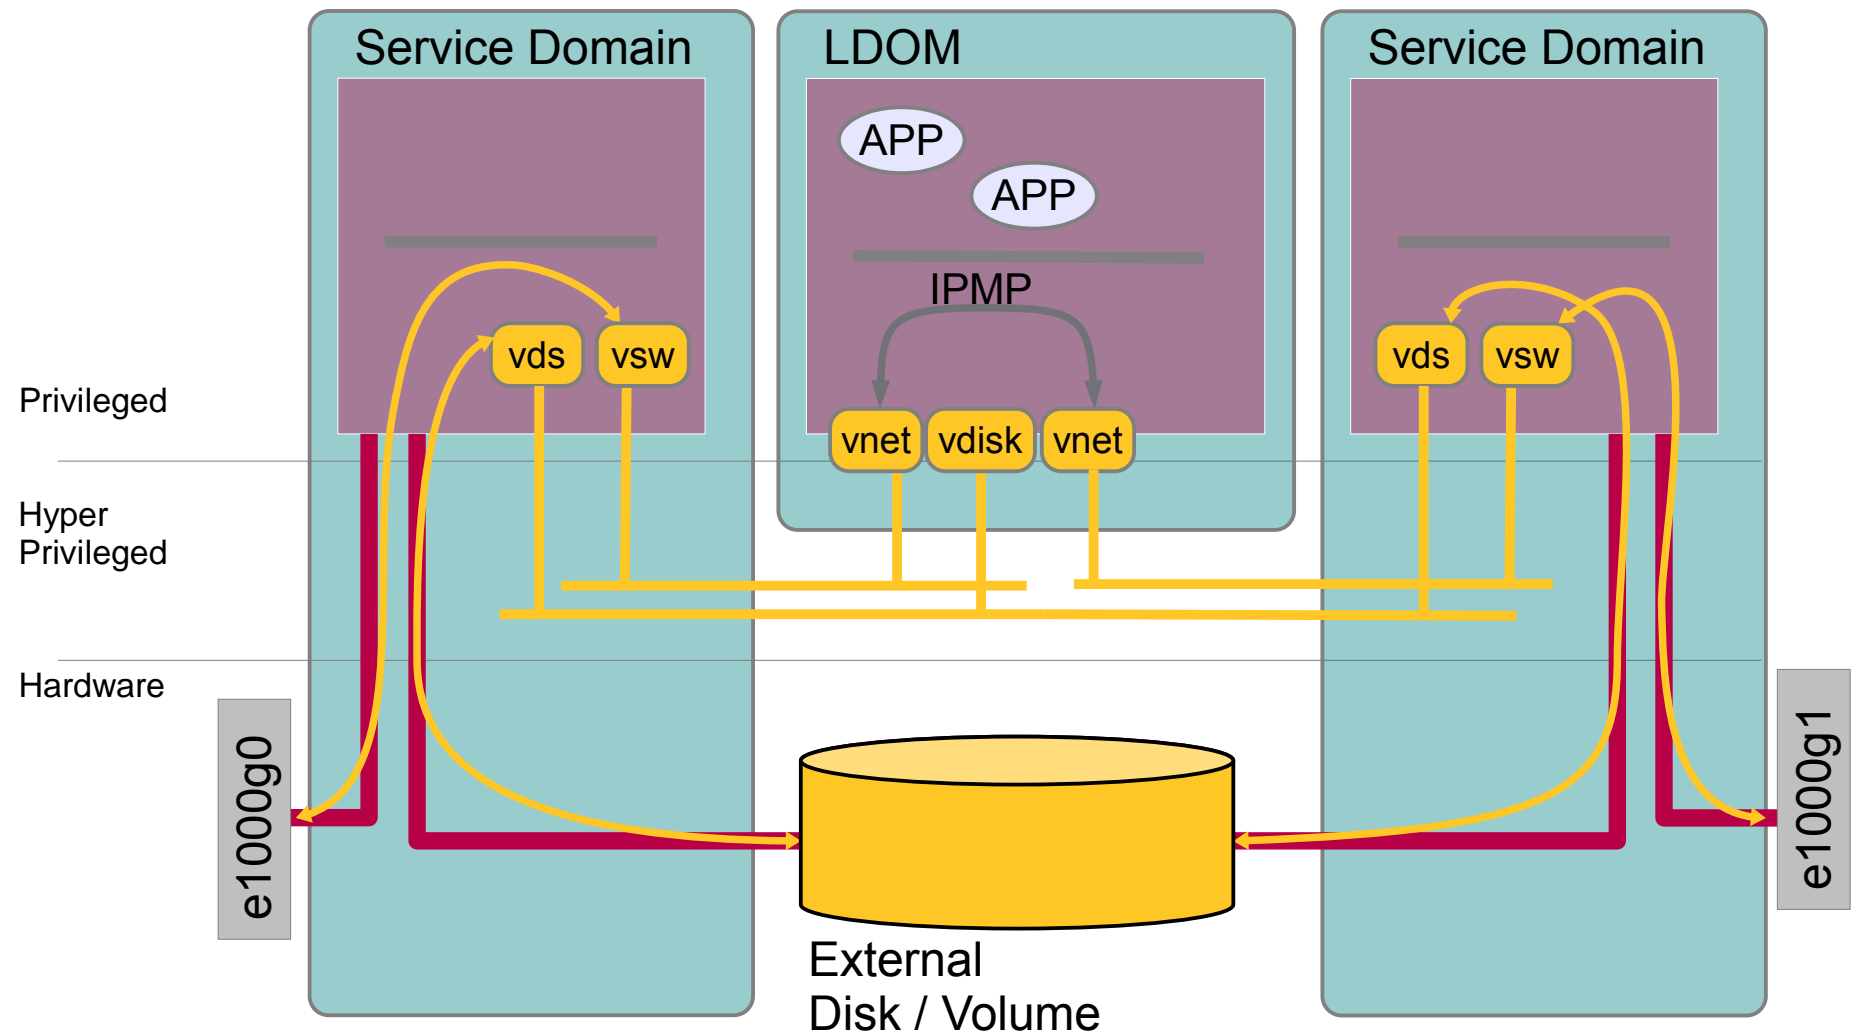 Service Domain
LDOM
Service Domain
APP
APP
IPMP
vds
vsw
vds
vsw
Privileged
vnet
vdisk
vnet
Hyper
Privileged
Hardware
e1000g0
e1000g1
External
Disk / Volume